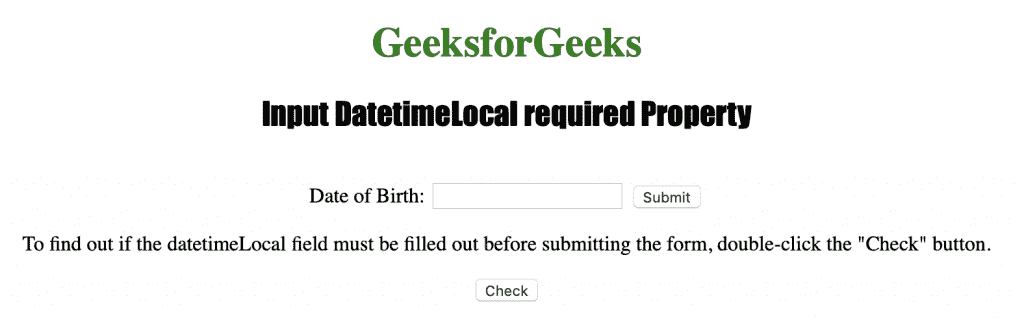 GeeksforGeeks
Input DatetimeLocal required Property
Date of Birth: Submit
To find out if the datetimeLocal field must be filled out before submitting the form, double-click the "Check" button.
Check